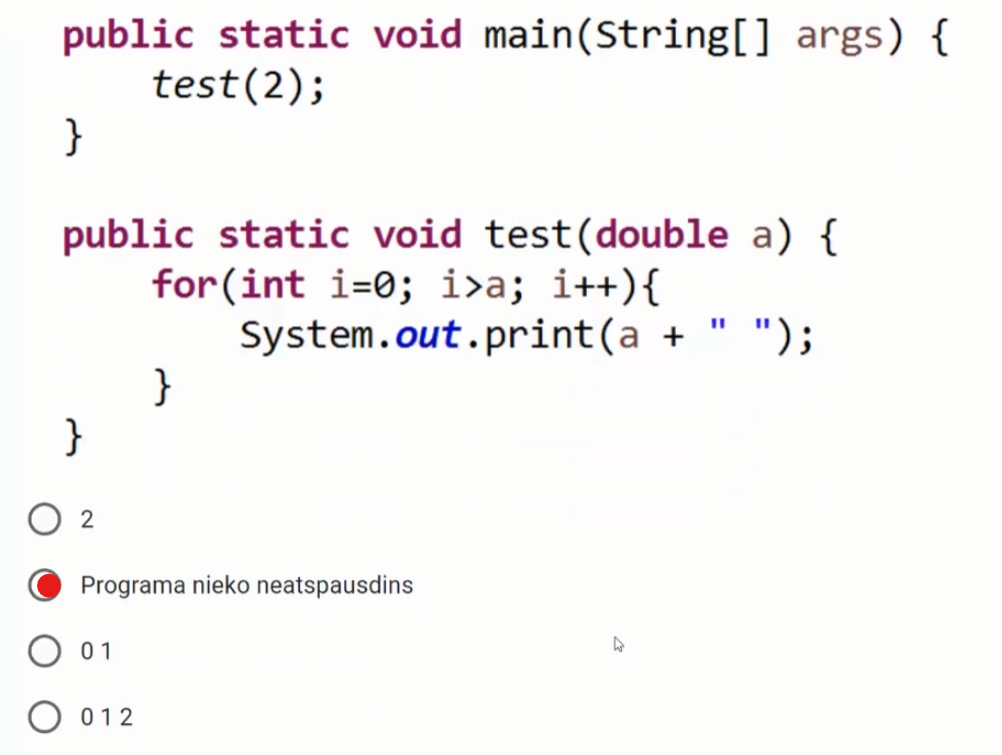 public static void main(String[] args) {
test(2);
}
public static void test(double a) {
for(int i=0; i>a; i++){
System.out.print(a + " ");
}
}
2
Programa nieko neatspausdins
0 1
0 1 2